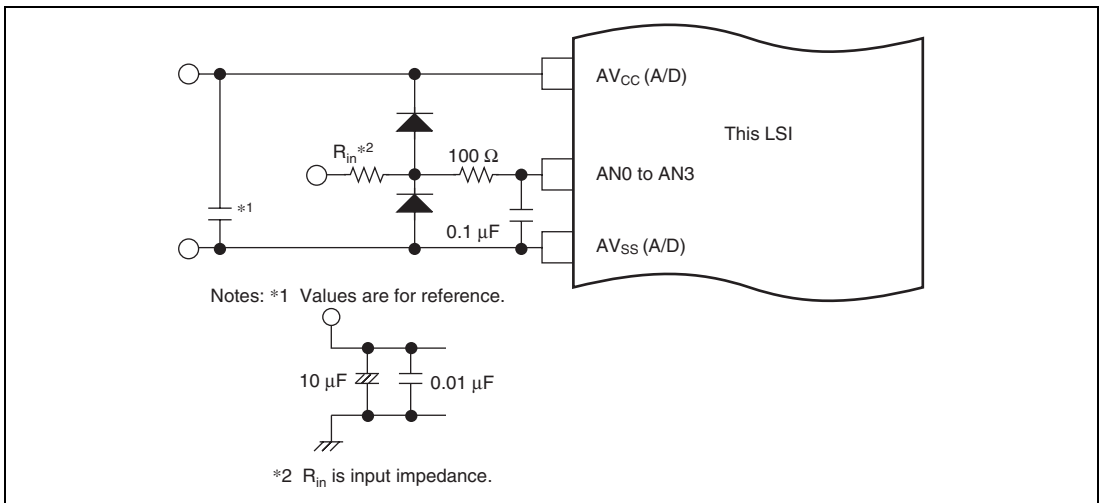 AVCC (A/D)
This LSI
Rin*2
100 Ω
AN0 to AN3
*1
0.1 μF
AVSS (A/D)
Notes: *1 Values are for reference.
10 μF
0.01 μF
*2 Rin is input impedance.